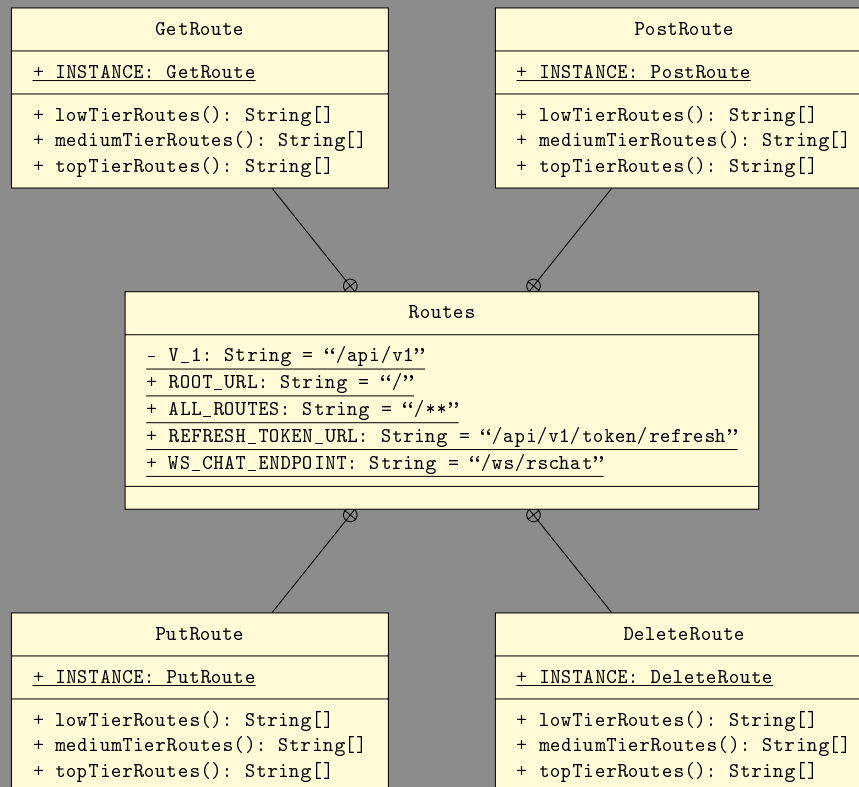 GetRoute
+ INSTANCE: GetRoute
+ lowTierRoutes(): String[]
+ mediumTierRoutes(): String[]
+ topTierRoutes(): String[]
PostRoute
+ INSTANCE: PostRoute
+ lowTierRoutes(): String[]
+ mediumTierRoutes(): String[]
+ topTierRoutes(): String[]
Routes
- V_1: String = “/api/v1”
+ ROOT_URL: String = “/”
+ ALL_ROUTES: String = “/**”
+ REFRESH_TOKEN_URL: String = “/api/v1/token/refresh”
+ WS_CHAT_ENDPOINT: String = “/ws/rschat”
PutRoute
+ INSTANCE: PutRoute
+ lowTierRoutes(): String[]
+ mediumTierRoutes(): String[]
+ topTierRoutes(): String[]
DeleteRoute
+ INSTANCE: DeleteRoute
+ lowTierRoutes(): String[]
+ mediumTierRoutes(): String[]
+ topTierRoutes(): String[]